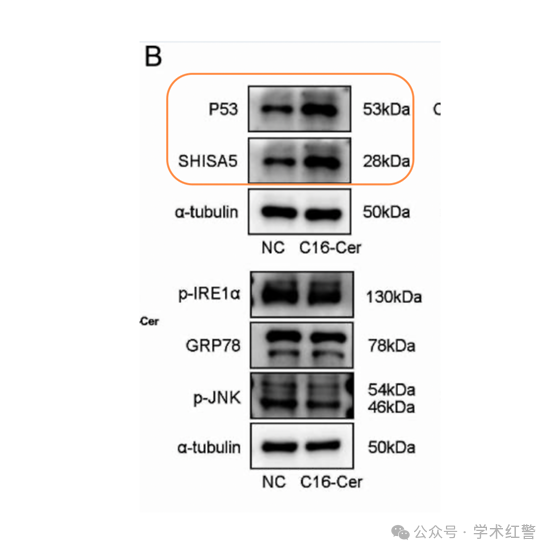 B
P53 53kDa
C
SHISA5 28kDa
α-tubulin 50kDa
NC C16-Cer
p-IRE1α 130kDa
-Cer
GRP78 78kDa
p-JNK 54kDa
46kDa
α-tubulin 50kDa
NC C16-Cer
公众号 · 学术红警